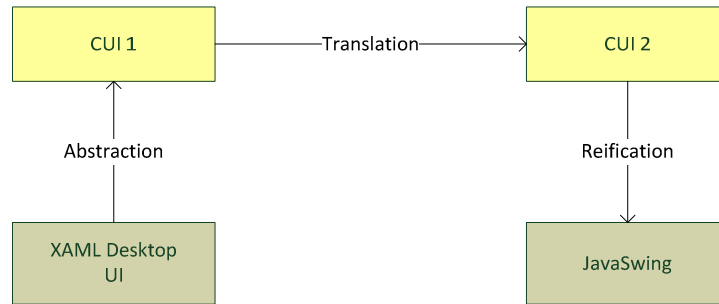 CUI 1
Translation
CUI 2
Abstraction
Reification
XAML Desktop
UI
JavaSwing